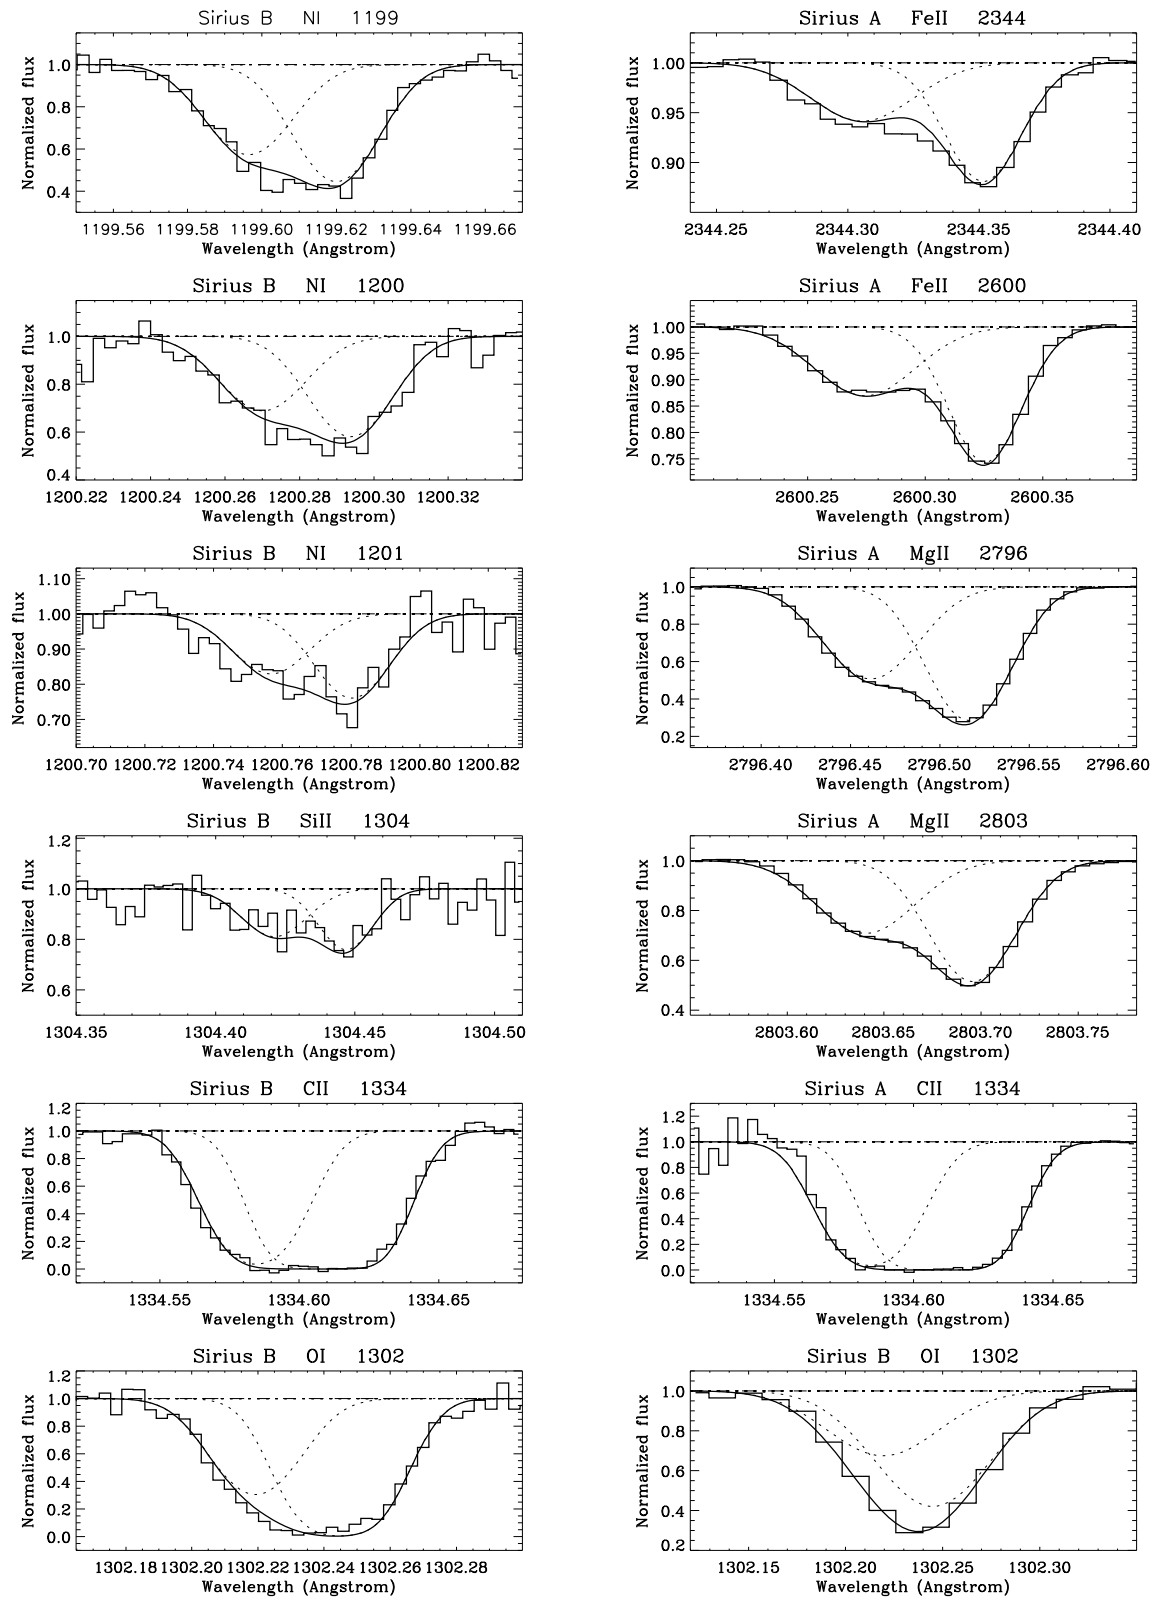 Sirius B NI 1199
Normalized flux
1.0
0.8
0.6
0.4
1199.56 1199.58 1199.60 1199.62 1199.64 1199.66
Wavelength (Angstrom)
Sirius A FeII 2344
Normalized flux
1.00
0.95
0.90
2344.25 2344.30 2344.35 2344.40
Wavelength (Angstrom)
Sirius B NI 1200
Normalized flux
1.0
0.8
0.6
0.4
1200.22 1200.24 1200.26 1200.28 1200.30 1200.32
Wavelength (Angstrom)
Sirius A FeII 2600
Normalized flux
1.00
0.95
0.90
0.85
0.80
0.75
2600.25 2600.30 2600.35
Wavelength (Angstrom)
Sirius B NI 1201
Normalized flux
1.10
1.00
0.90
0.80
0.70
1200.70 1200.72 1200.74 1200.76 1200.78 1200.80 1200.82
Wavelength (Angstrom)
Sirius A MgII 2796
Normalized flux
1.0
0.8
0.6
0.4
0.2
2796.40 2796.45 2796.50 2796.55 2796.60
Wavelength (Angstrom)
Sirius B SiII 1304
Normalized flux
1.2
1.0
0.8
0.6
1304.35 1304.40 1304.45 1304.50
Wavelength (Angstrom)
Sirius A MgII 2803
Normalized flux
1.0
0.8
0.6
0.4
2803.60 2803.65 2803.70 2803.75
Wavelength (Angstrom)
Sirius B CII 1334
Normalized flux
1.2
1.0
0.8
0.6
0.4
0.2
0.0
1334.55 1334.60 1334.65
Wavelength (Angstrom)
Sirius A CII 1334
Normalized flux
1.2
1.0
0.8
0.6
0.4
0.2
0.0
1334.55 1334.60 1334.65
Wavelength (Angstrom)
Sirius B OI 1302
Normalized flux
1.2
1.0
0.8
0.6
0.4
0.2
0.0
1302.18 1302.20 1302.22 1302.24 1302.26 1302.28
Wavelength (Angstrom)
Sirius B OI 1302
Normalized flux
1.0
0.8
0.6
0.4
0.2
1302.15 1302.20 1302.25 1302.30
Wavelength (Angstrom)